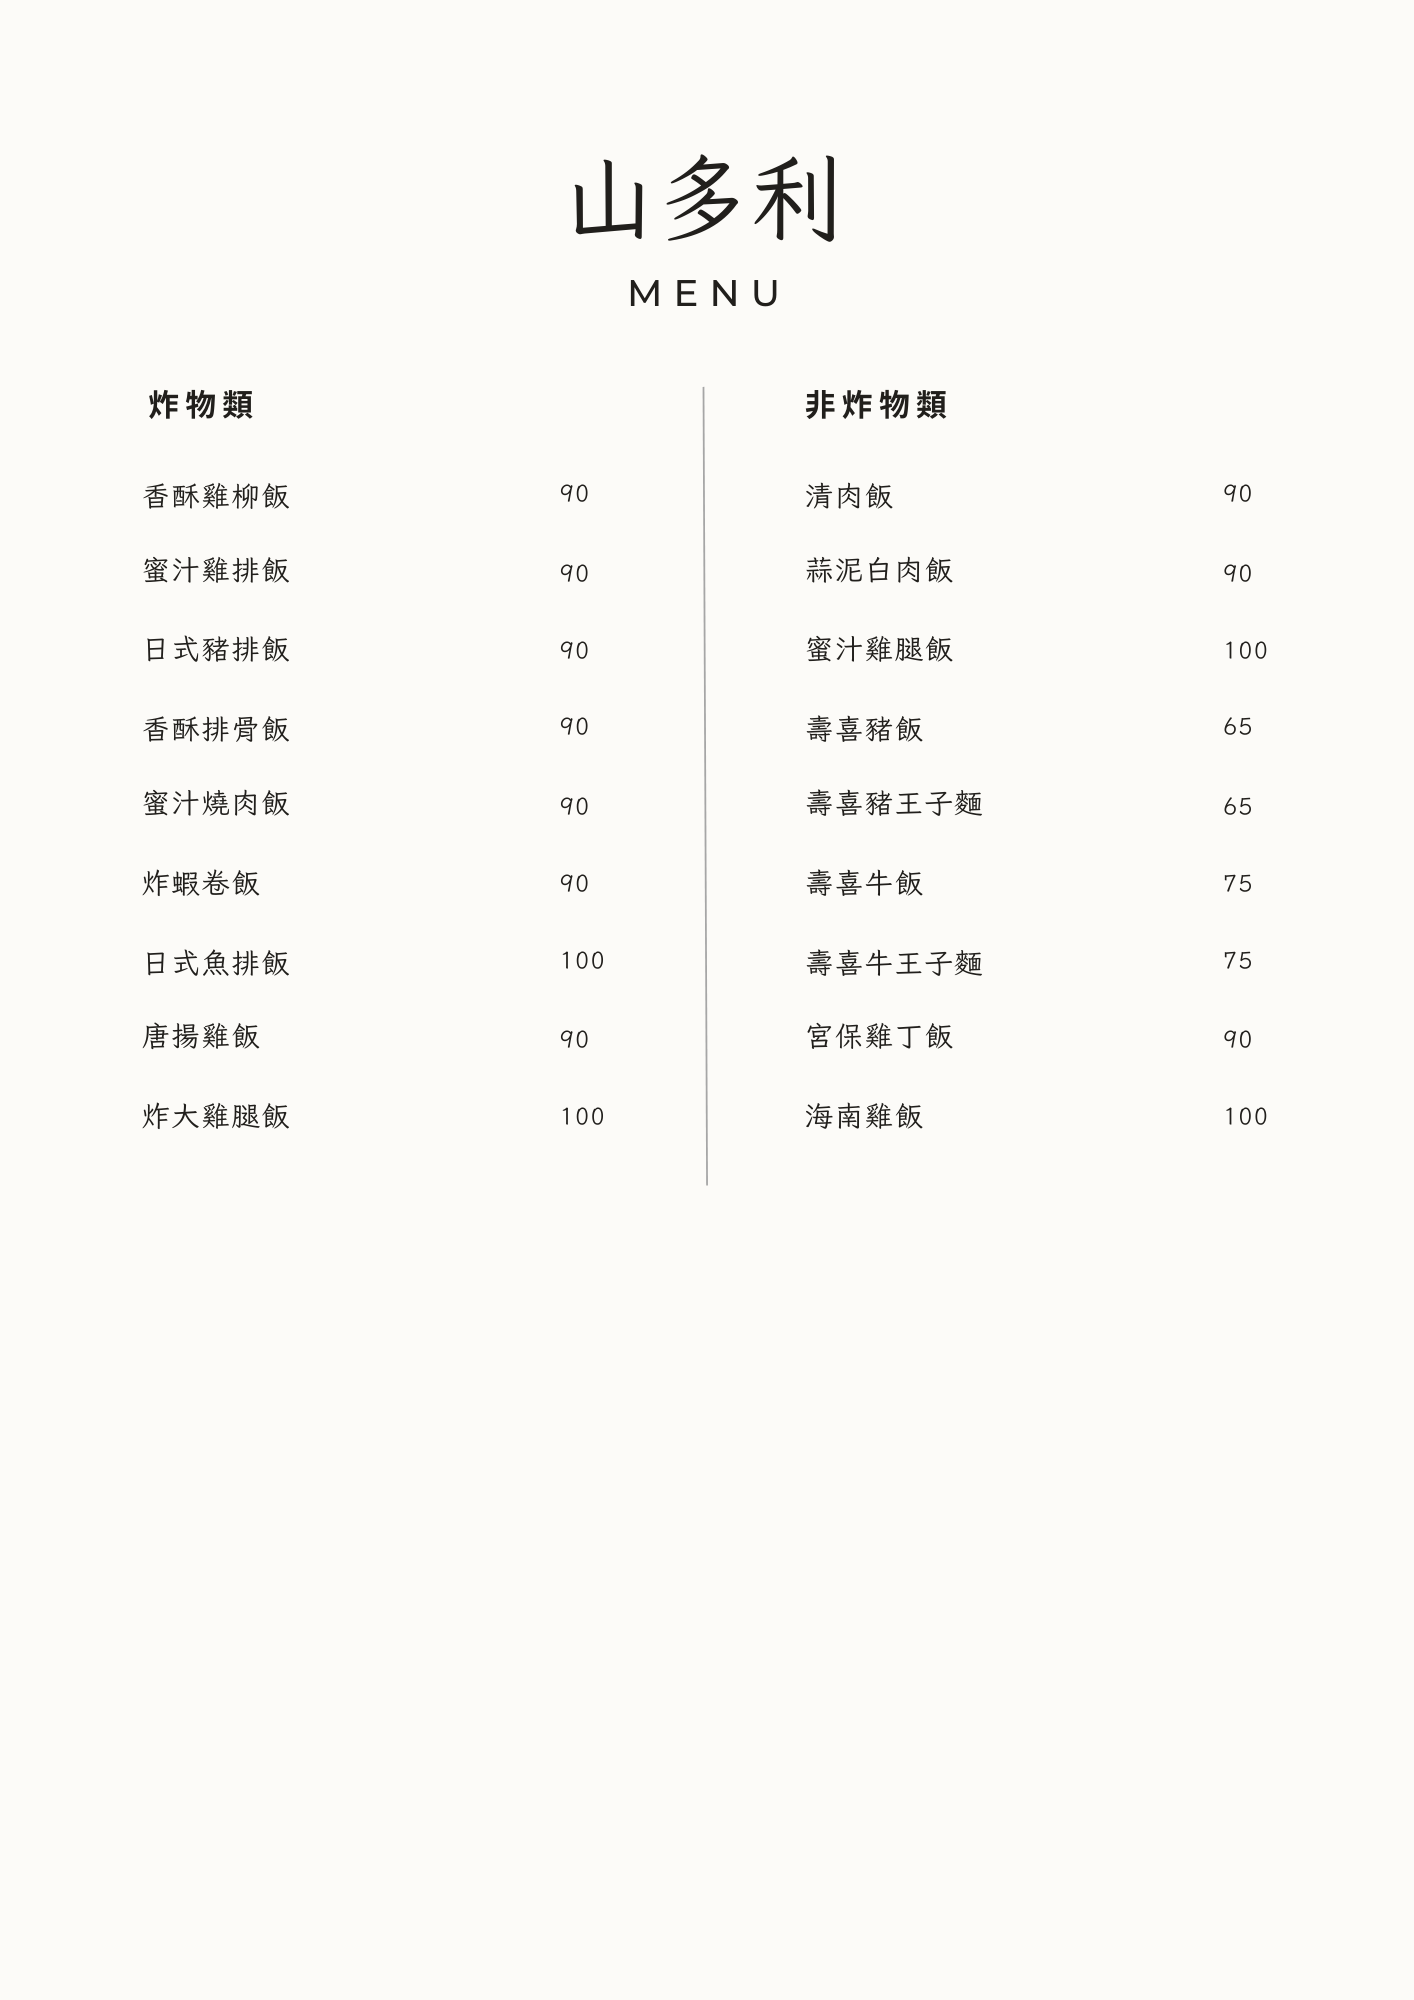 山多利
MENU
炸物類
香酥雞柳飯 90
蜜汁雞排飯 90
日式豬排飯 90
香酥排骨飯 90
蜜汁燒肉飯 90
炸蝦卷飯 90
日式魚排飯 100
唐揚雞飯 90
炸大雞腿飯 100
非炸物類
清肉飯 90
蒜泥白肉飯 90
蜜汁雞腿飯 100
壽喜豬飯 65
壽喜豬王子麵 65
壽喜牛飯 75
壽喜牛王子麵 75
宮保雞丁飯 90
海南雞飯 100